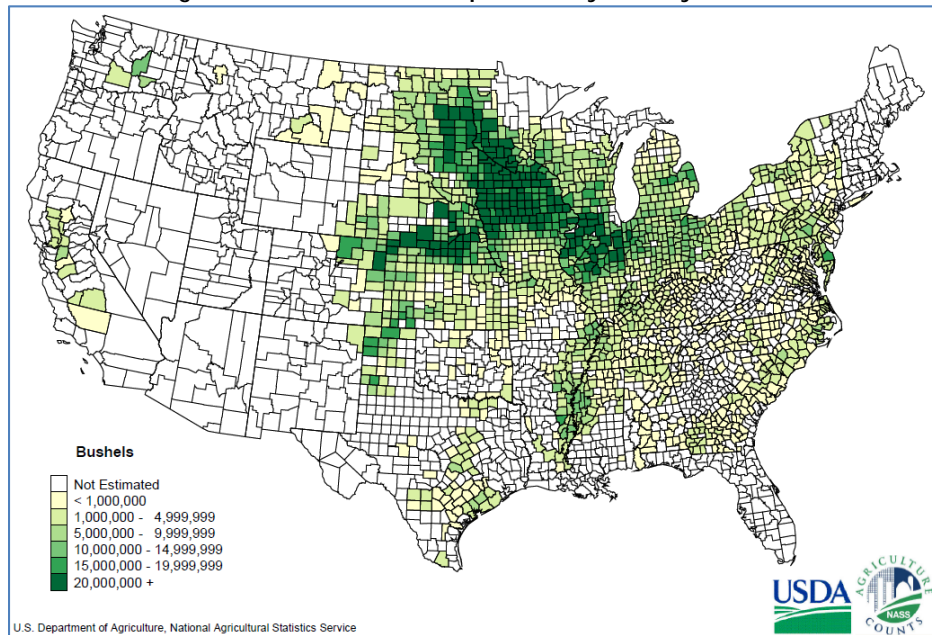 Bushels
Not Estimated
< 1,000,000
1,000,000 - 4,999,999
5,000,000 - 9,999,999
10,000,000 - 14,999,999
15,000,000 - 19,999,999
20,000,000 +
USDA
AGRICULTURE
NASS
COUNTS
U.S. Department of Agriculture, National Agricultural Statistics Service